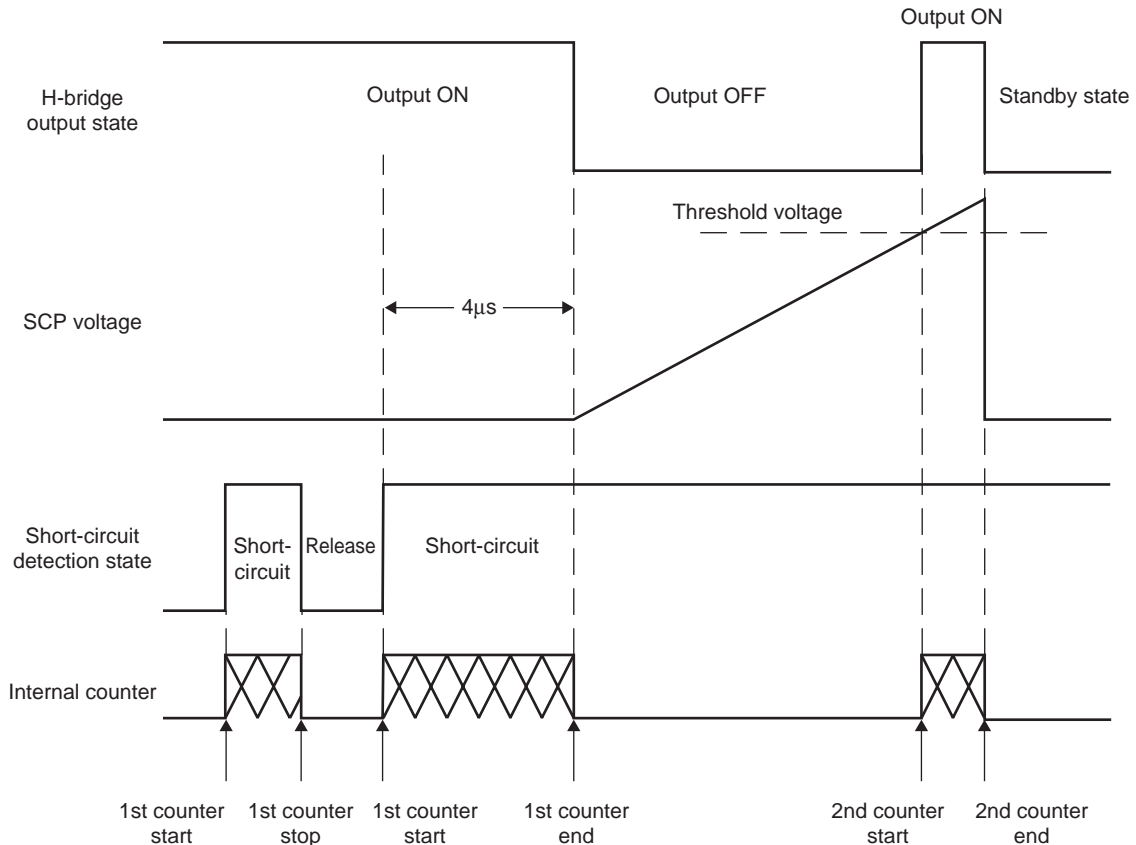 Output ON
H-bridge
output state
Output ON
Output OFF
Standby state
Threshold voltage
4μs
SCP voltage
Short-circuit
detection state
Short-
circuit
Release
Short-circuit
Internal counter
1st counter
start
1st counter
stop
1st counter
start
1st counter
end
2nd counter
start
2nd counter
end